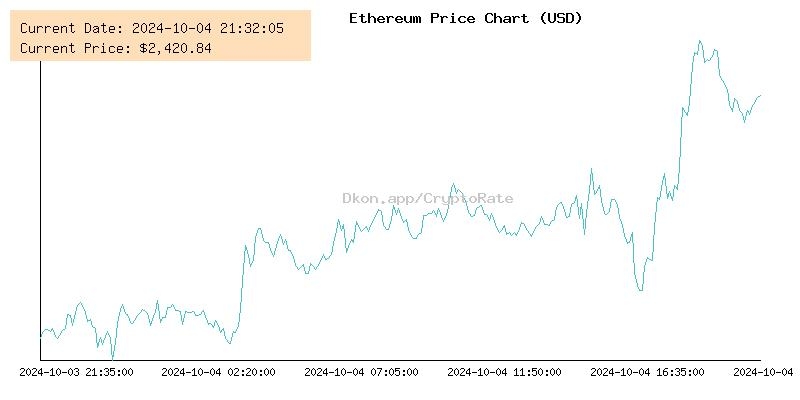 Ethereum Price Chart (USD)
Current Date: 2024-10-04 21:32:05
Current Price: $2,420.84
Dkon.app/CryptoRate
2024-10-03 21:35:00 2024-10-04 02:20:00 2024-10-04 07:05:00 2024-10-04 11:50:00 2024-10-04 16:35:00 2024-10-04